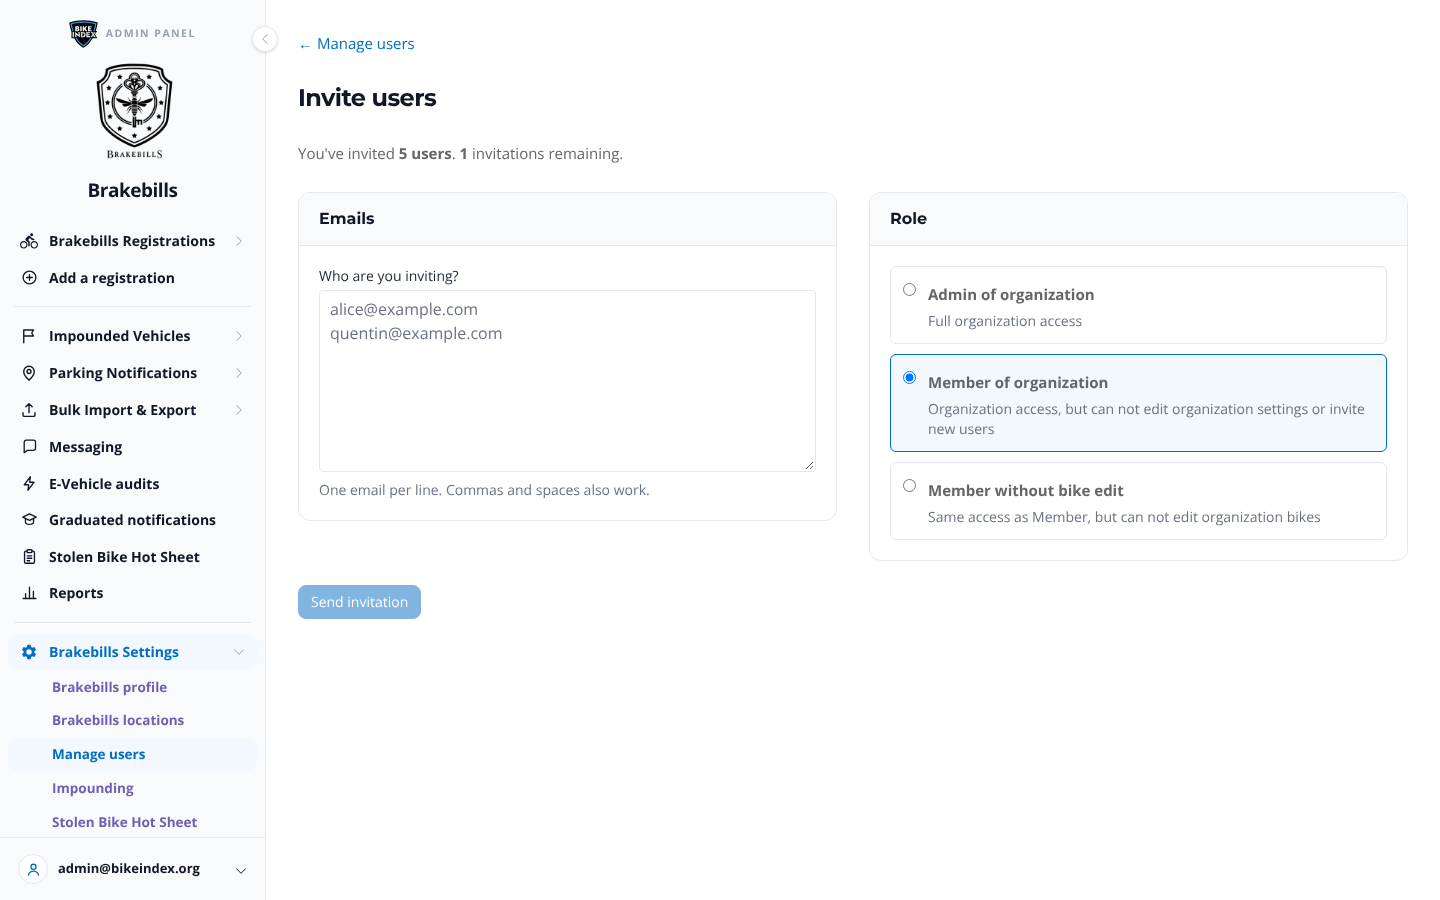 BIKE INDEX
ADMIN PANEL
BRAKEBILLS
Brakebills
Brakebills Registrations
Add a registration
Impounded Vehicles
Parking Notifications
Bulk Import & Export
Messaging
E-Vehicle audits
Graduated notifications
Stolen Bike Hot Sheet
Reports
Brakebills Settings
Brakebills profile
Brakebills locations
Manage users
Impounding
Stolen Bike Hot Sheet
admin@bikeindex.org
← Manage users
Invite users
You've invited 5 users. 1 invitations remaining.
Emails
Who are you inviting?
alice@example.com
quentin@example.com
One email per line. Commas and spaces also work.
Role
Admin of organization
Full organization access
Member of organization
Organization access, but can not edit organization settings or invite
new users
Member without bike edit
Same access as Member, but can not edit organization bikes
Send invitation